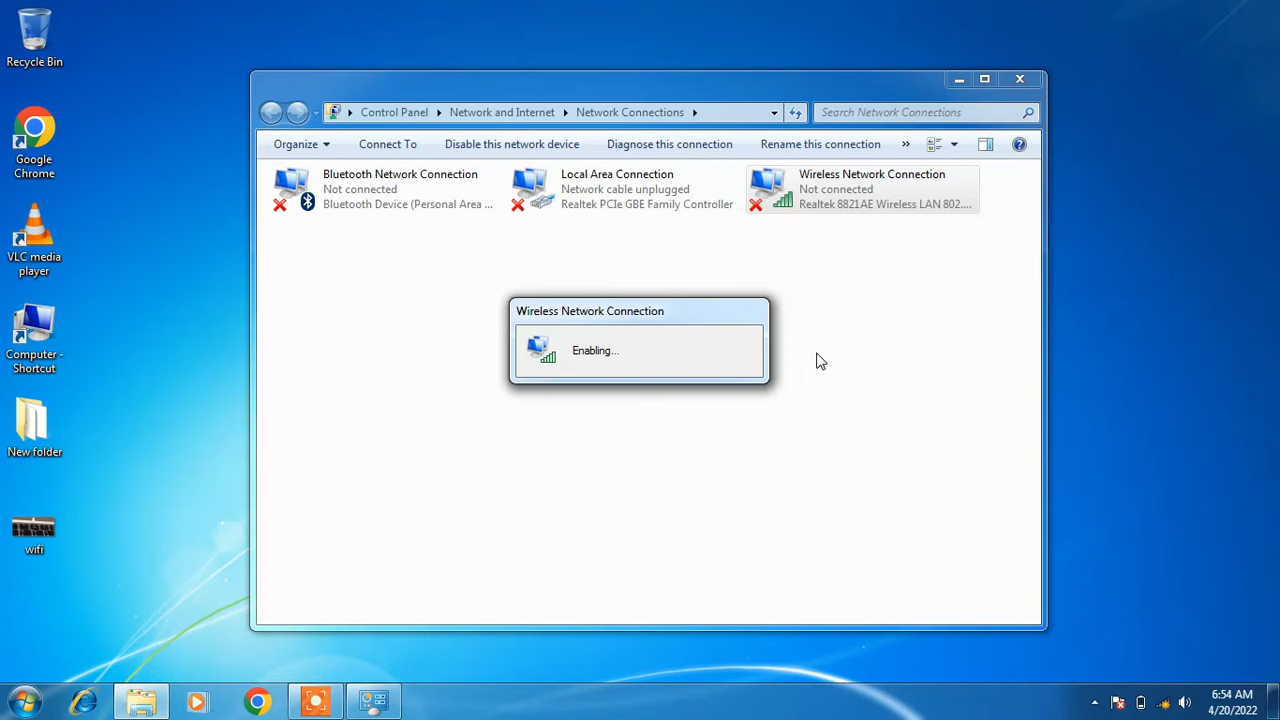 Recycle Bin
Google
Chrome
VLC media
player
Computer -
Shortcut
New folder
wifi
Control Panel
Network and Internet
Network Connections
Search Network Connections
Organize
Connect To
Disable this network device
Diagnose this connection
Rename this connection
»
Bluetooth Network Connection
Not connected
Bluetooth Device (Personal Area ...
Local Area Connection
Network cable unplugged
Realtek PCIe GBE Family Controller
Wireless Network Connection
Not connected
Realtek 8821AE Wireless LAN 802....
Wireless Network Connection
Enabling...
6:54 AM
4/20/2022